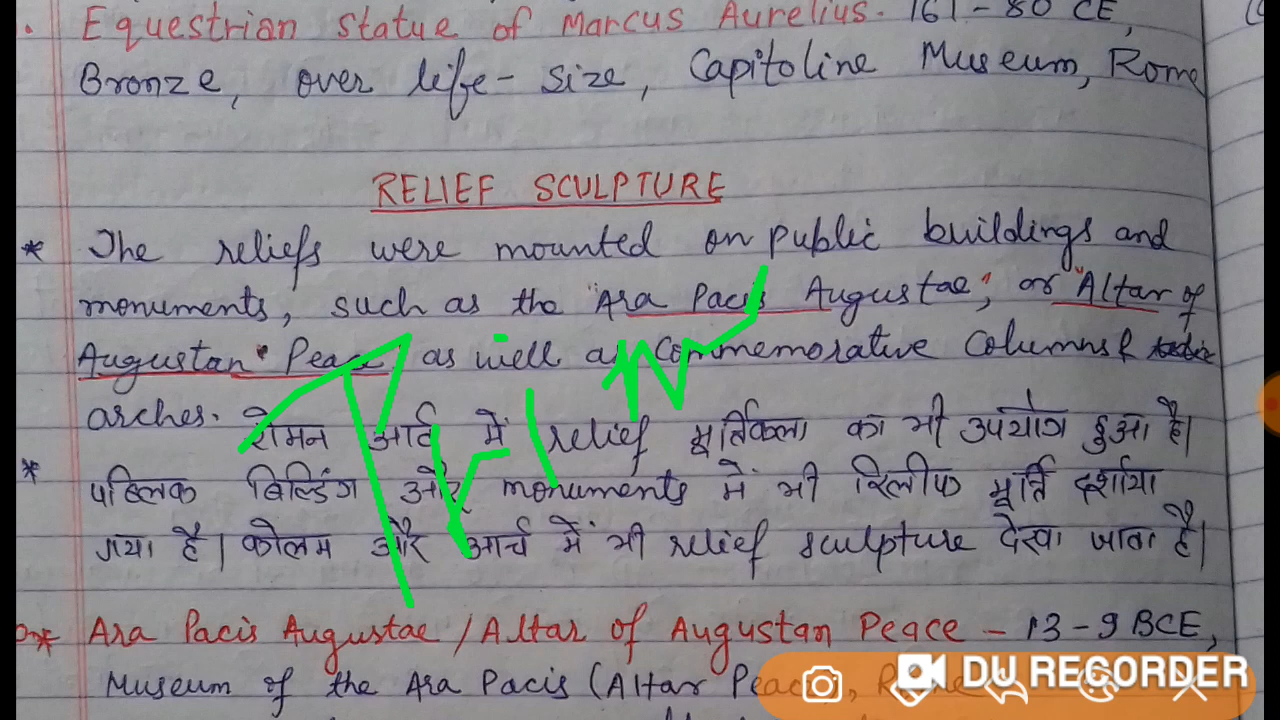 . Equestrian statue of Marcus Aurelius. 161-80 CE,
Bronze, over life-size, Capitoline Museum, Rome
RELIEF SCULPTURE
* The reliefs were mounted on public buildings and
monuments, such as the "Ara Pacis Augustae", or "Altar of
Augustan" Peace as well as Commemorative Columns &
arches. रोमन आर्ट में relief मूर्तिकला का भी उपयोग हुआ है।
* पब्लिक बिल्डिंग और monuments में भी रिलीफ मूर्ति दर्शाया
गया है। कोलम और आर्च में भी relief sculpture देखा जाता है।
* Ara Pacis Augustae / Altar of Augustan Peace - 13-9 BCE,
Museum of the Ara Pacis (Altar Peace), Rome
DU RECORDER